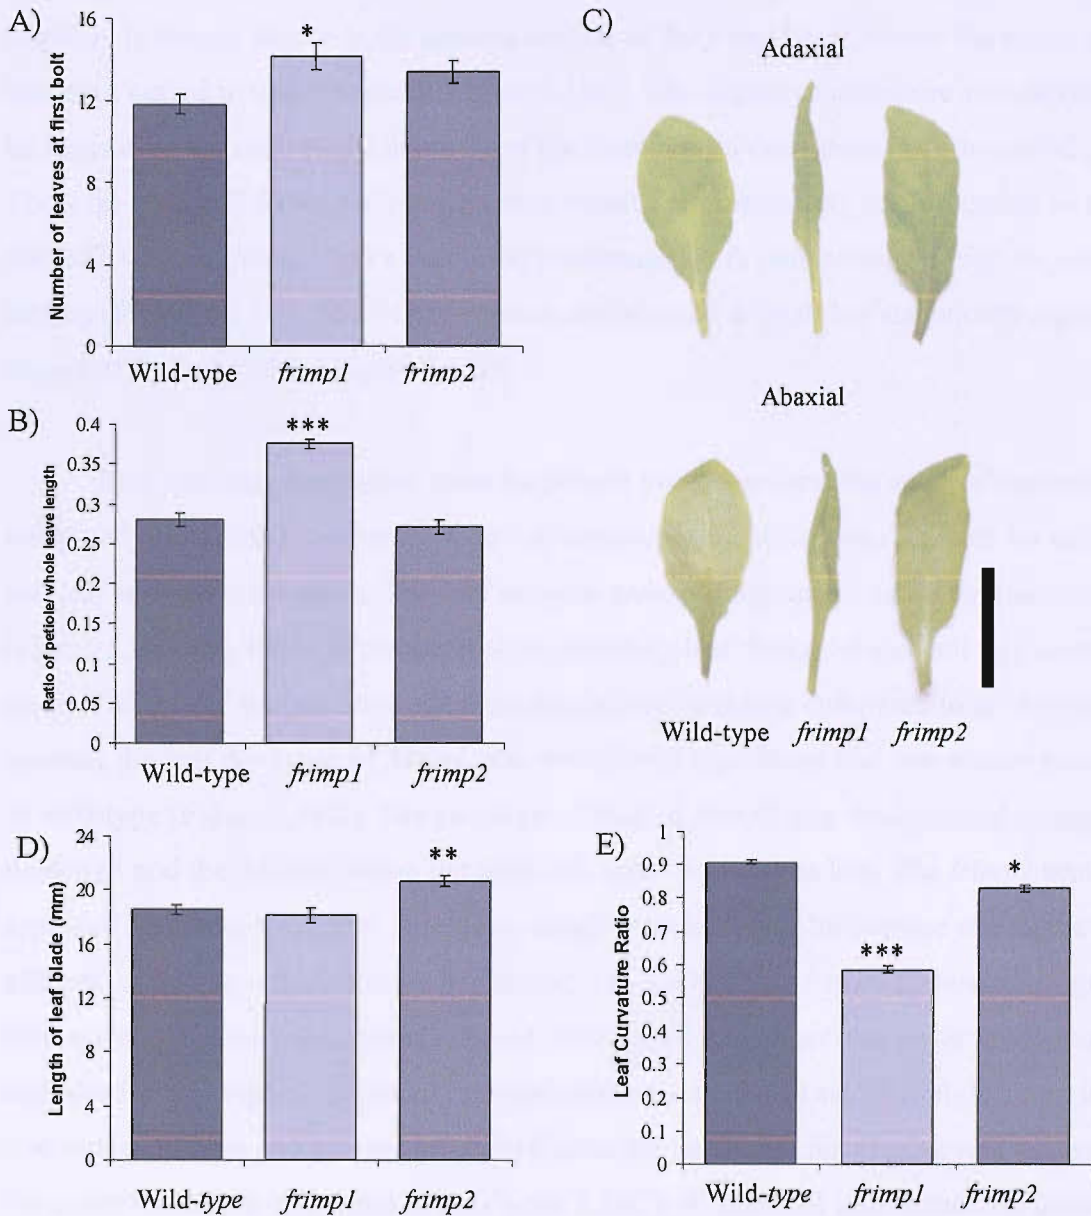 A)
Number of leaves at first bolt
16
12
8
4
0
*
Wild-type frimp1 frimp2
B)
Ratio of petiole/ whole leave length
0.4
0.35
0.3
0.25
0.2
0.15
0.1
0.05
0
***
Wild-type frimp1 frimp2
C)
Adaxial
Abaxial
Wild-type frimp1 frimp2
D)
Length of leaf blade (mm)
24
20
16
12
8
4
0
**
Wild-type frimp1 frimp2
E)
Leaf Curvature Ratio
1
0.9
0.8
0.7
0.6
0.5
0.4
0.3
0.2
0.1
0
***
*
Wild-type frimp1 frimp2